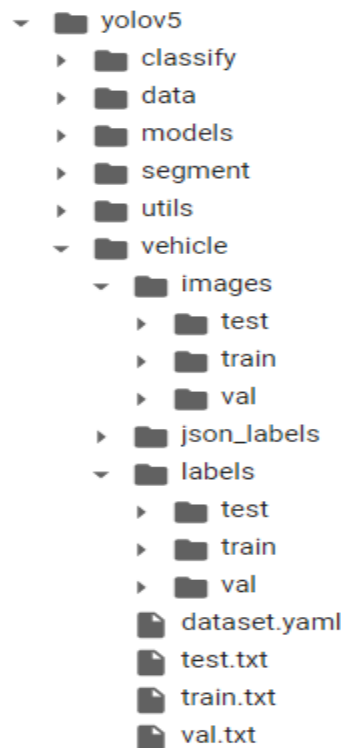 yolov5
classify
data
models
segment
utils
vehicle
images
test
train
val
json_labels
labels
test
train
val
dataset.yaml
test.txt
train.txt
val.txt